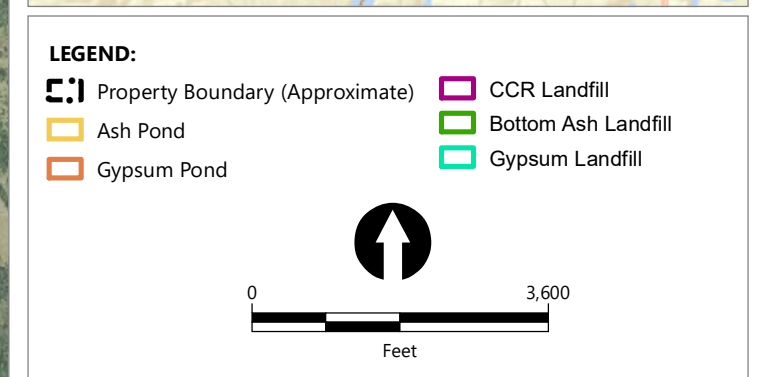 LEGEND:
Property Boundary (Approximate)
Ash Pond
Gypsum Pond
CCR Landfill
Bottom Ash Landfill
Gypsum Landfill
0 3,600
Feet